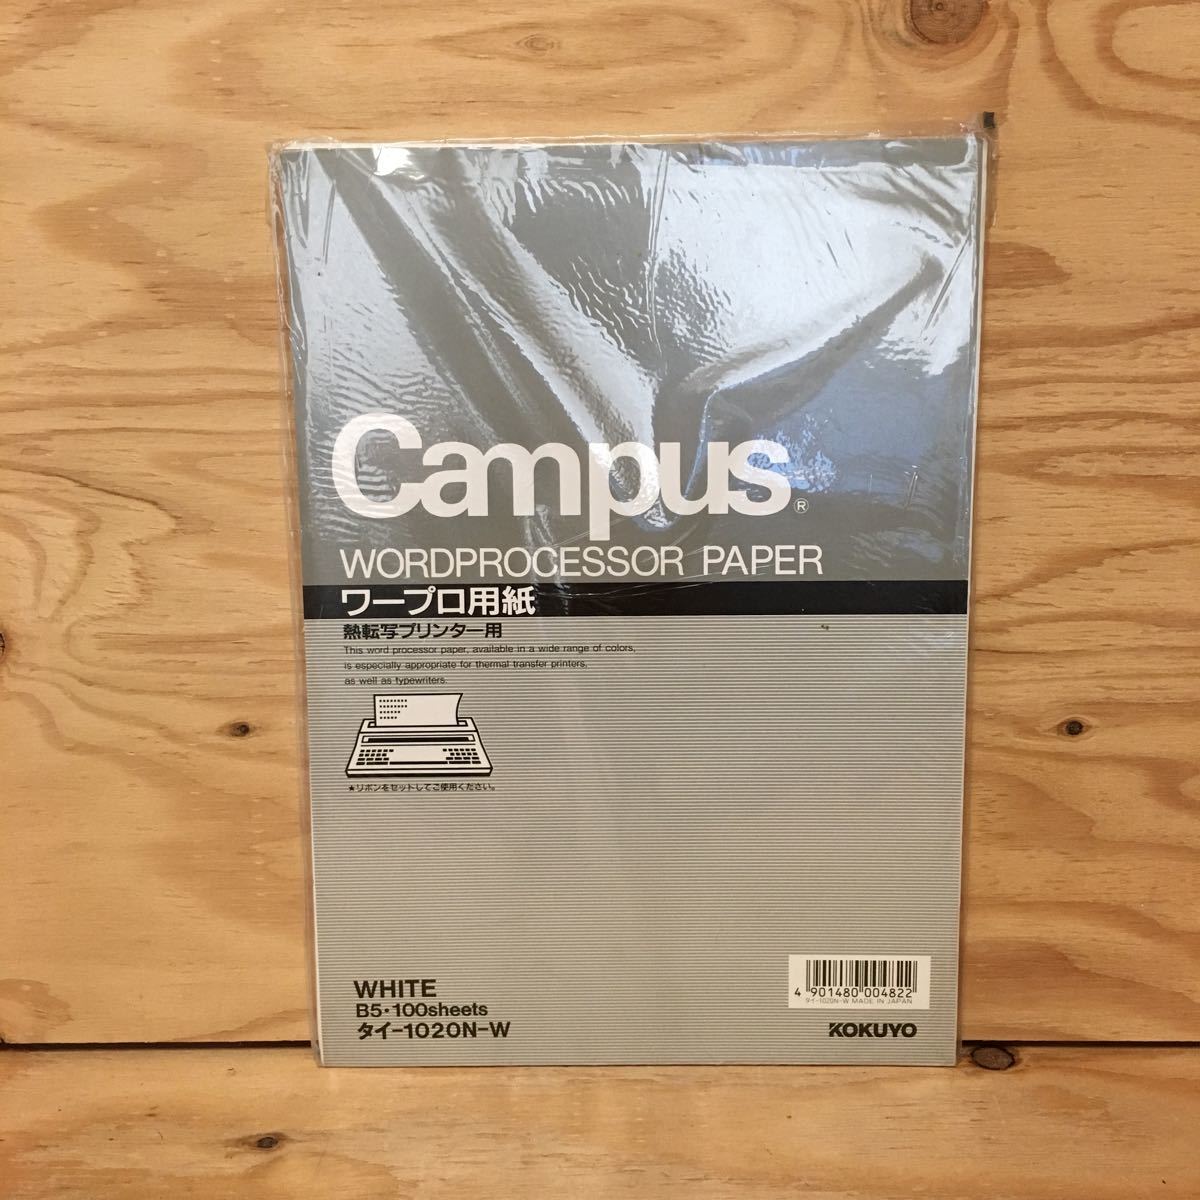 Campus®
WORDPROCESSOR PAPER
ワープロ用紙
熱転写プリンター用
This word processor paper, available in a wide range of colors,
is especially appropriate for thermal transfer printers,
as well as typewriters.
★リボンをセットしてご使用ください。
WHITE
B5・100sheets
タイ-1020N-W
4 901480 004822
タイ-1020N-W MADE IN JAPAN
KOKUYO